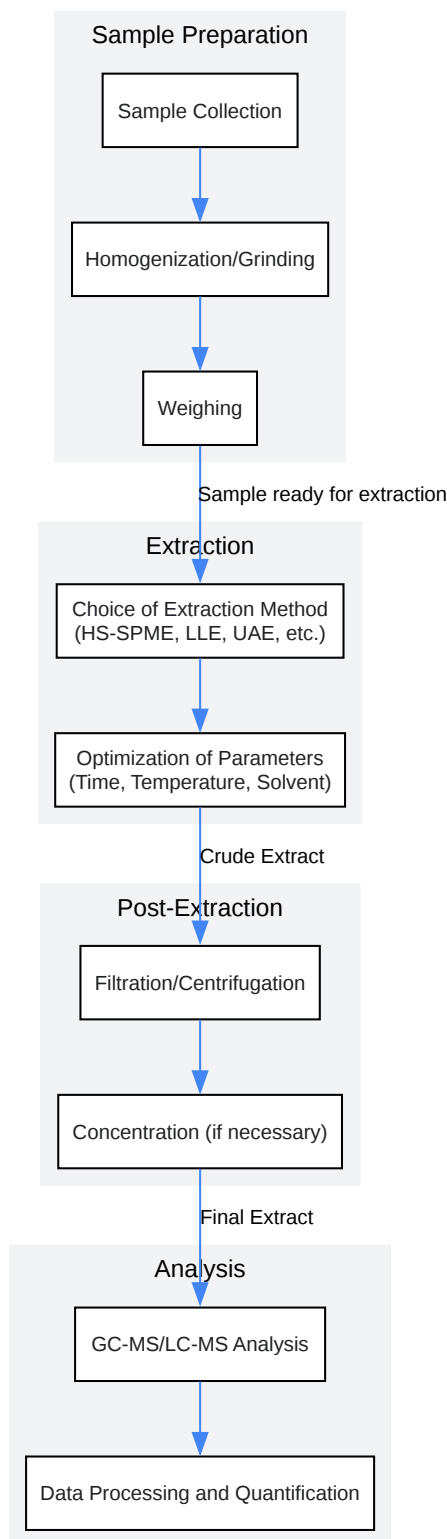 Sample Preparation
Sample Collection
Homogenization/Grinding
Weighing
Sample ready for extraction
Extraction
Choice of Extraction Method
(HS-SPME, LLE, UAE, etc.)
Optimization of Parameters
(Time, Temperature, Solvent)
Crude Extract
Post-Extraction
Filtration/Centrifugation
Concentration (if necessary)
Final Extract
Analysis
GC-MS/LC-MS Analysis
Data Processing and Quantification